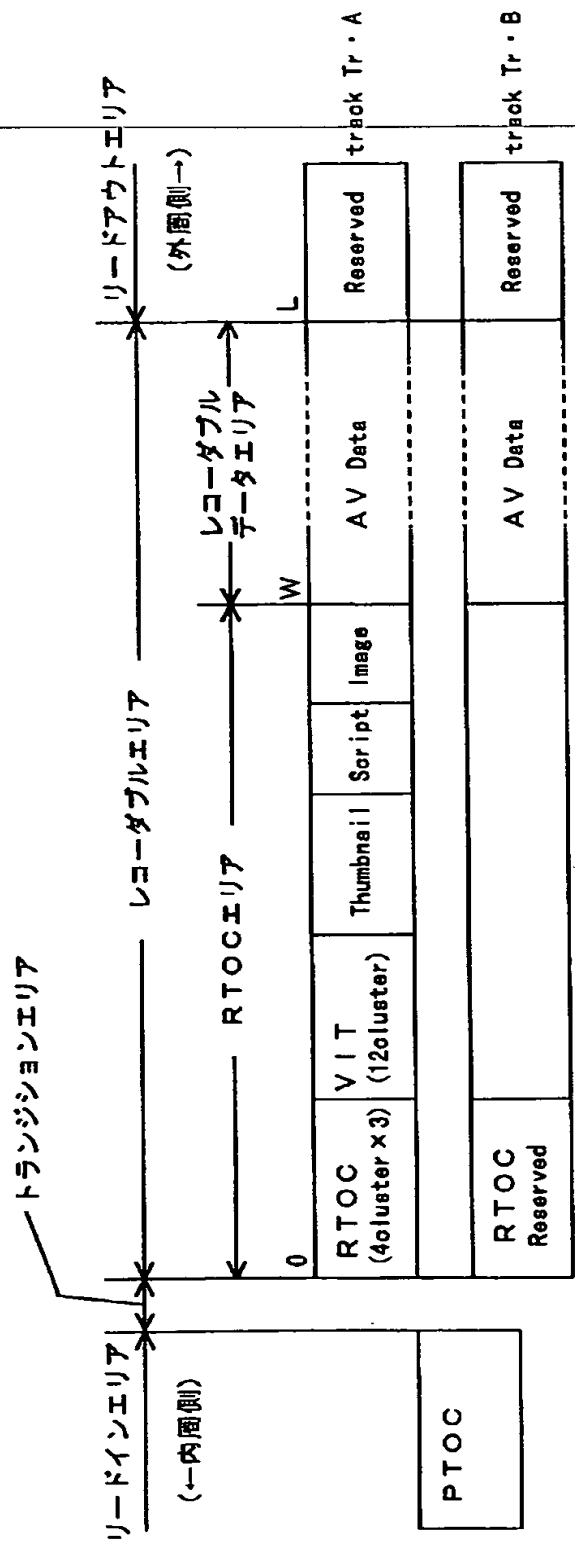 トランジションエリア
リードインエリア
レコーダブルエリア
リードアウトエリア
(←内周側)
(外周側→)
RTOCエリア
レコーダブル
データエリア
0
W
L
RTOC
(4cluster×3)
VIT
(12cluster)
Thumbnail
Script
Image
AV Data
Reserved
track Tr・A
PTOC
RTOC
Reserved
AV Data
Reserved
track Tr・B